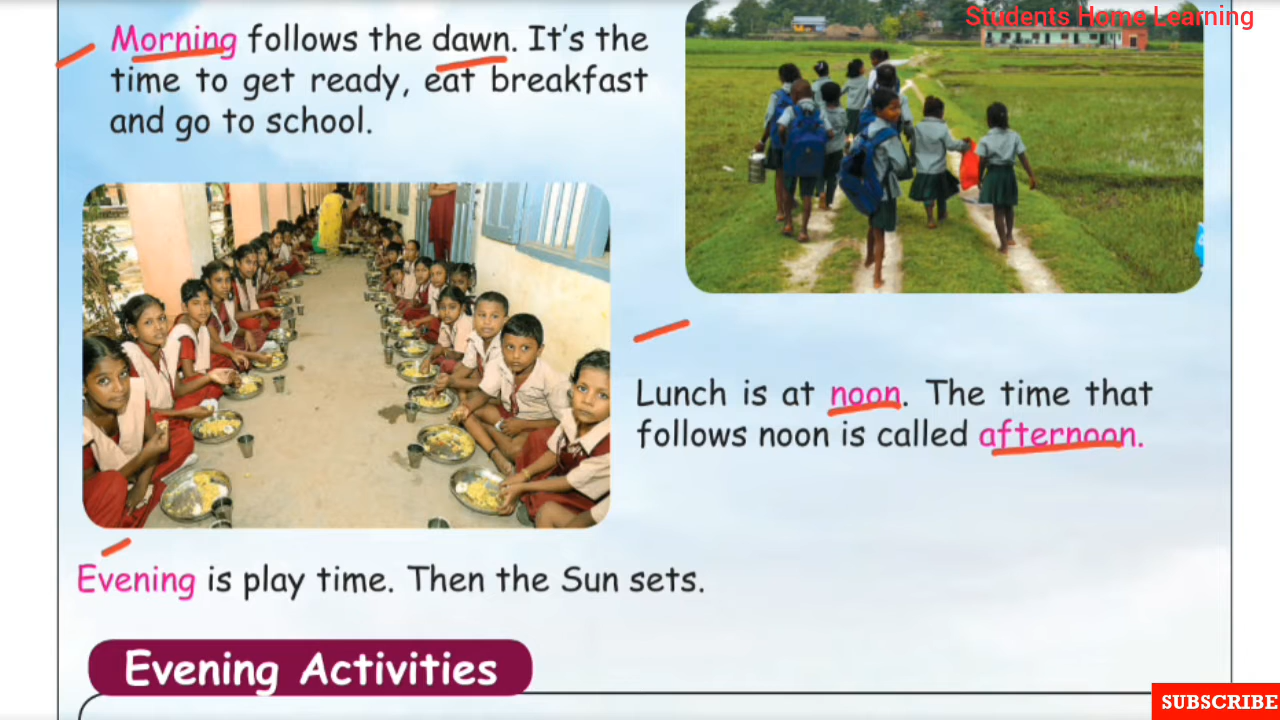 Students Home Learning
Morning follows the dawn. It's the
time to get ready, eat breakfast
and go to school.
Lunch is at noon. The time that
follows noon is called afternoon.
Evening is play time. Then the Sun sets.
Evening Activities
SUBSCRIBE